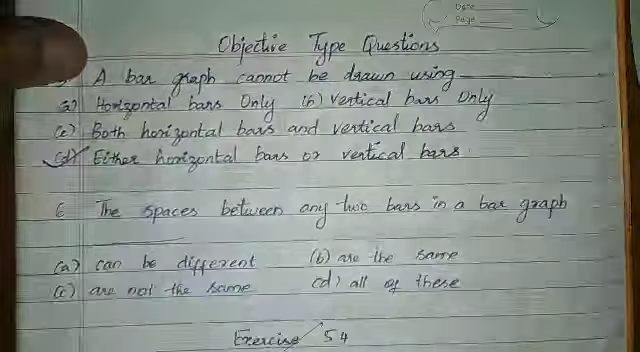 Date
Page
Objective Type Questions
A bar graph cannot be drawn using
(a) Horizontal bars Only (b) vertical bars Only
(c) Both horizontal bars and vertical bars
(d) Either horizontal bars or vertical bars.
6 The spaces between any two bars in a bar graph
(a) can be different (b) are the same
(c) are not the same (d) all of these
Exercise 54